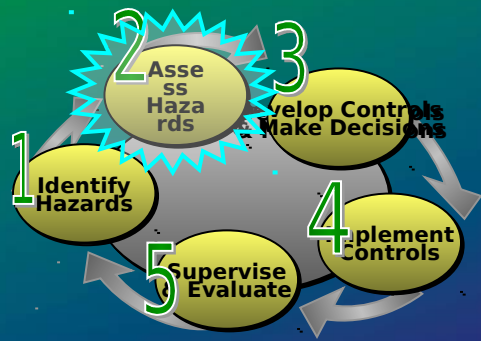 1
Identify
Hazards
2
Asse
ss
Haza
rds
3
velop Controls
& Make Decisions
4
plement
Controls
5
Supervise
& Evaluate